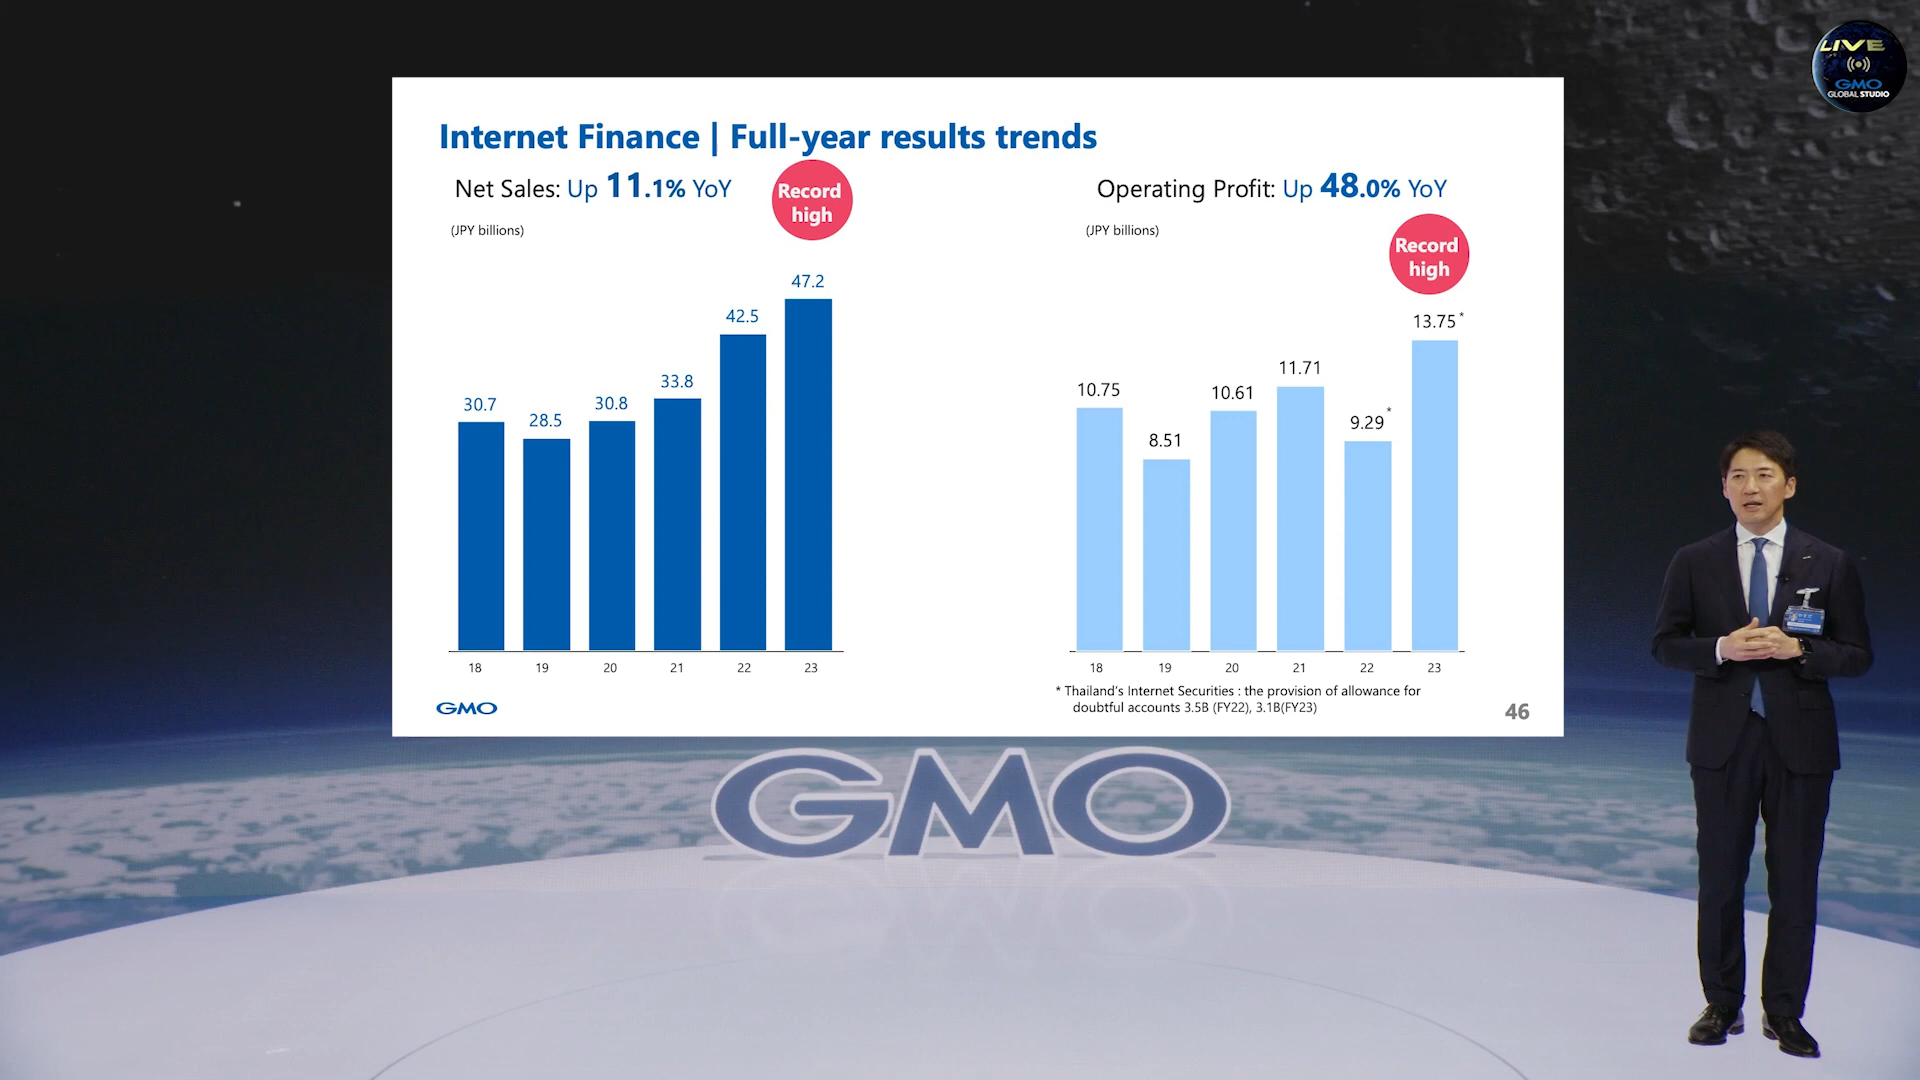 LIVE
GMO
GLOBAL STUDIO
Internet Finance | Full-year results trends
Net Sales: Up 11.1% YoY
Record
high
(JPY billions)
30.7
28.5
30.8
33.8
42.5
47.2
18
19
20
21
22
23
Operating Profit: Up 48.0% YoY
(JPY billions)
Record
high
10.75
8.51
10.61
11.71
9.29*
13.75*
18
19
20
21
22
23
* Thailand's Internet Securities : the provision of allowance for
doubtful accounts 3.5B (FY22), 3.1B(FY23)
GMO
46
GMO